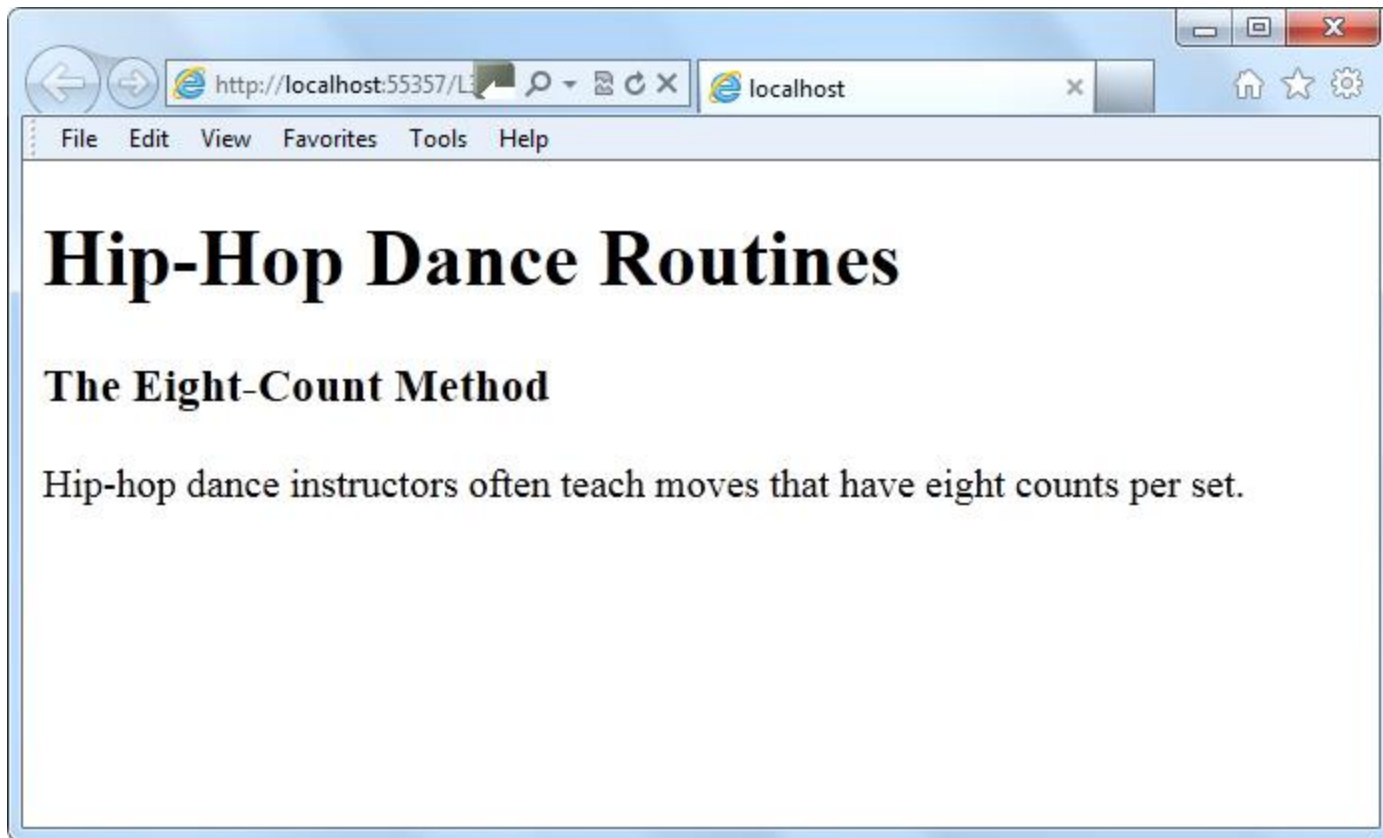 http://localhost:55357/L
localhost
File Edit View Favorites Tools Help
Hip-Hop Dance Routines
The Eight-Count Method
Hip-hop dance instructors often teach moves that have eight counts per set.